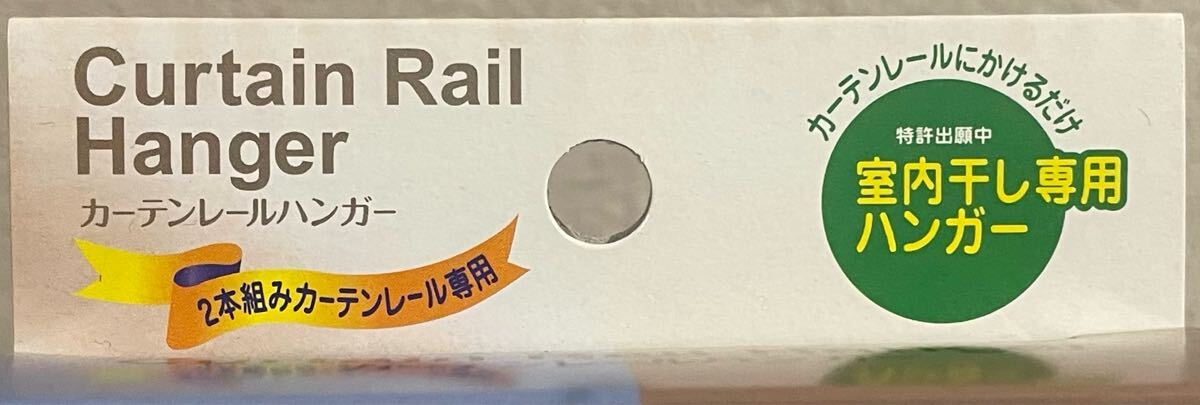 Curtain Rail
Hanger
カーテンレールハンガー
2本組みカーテンレール専用
カーテンレールにかけるだけ
特許出願中
室内干し専用
ハンガー